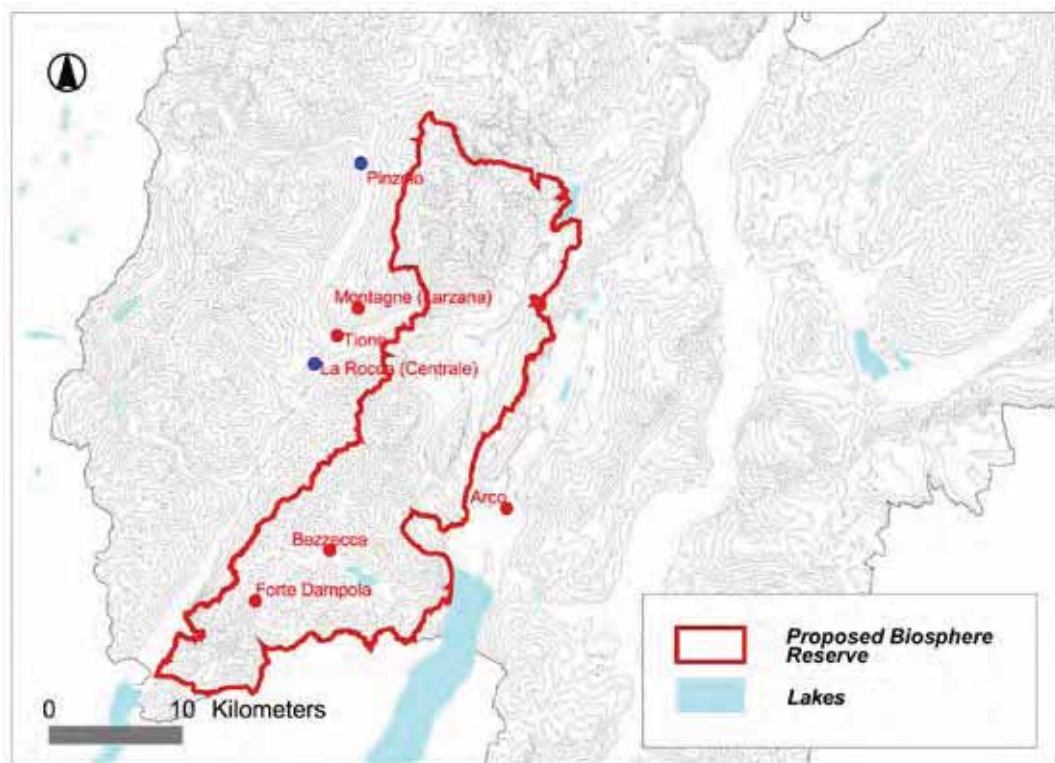 Pinzolo
Montagne (Larzana)
Tione
La Rocca (Centrale)
Arco
Bezzecca
Forte Dampola
Proposed Biosphere
Reserve
Lakes
0 10 Kilometers